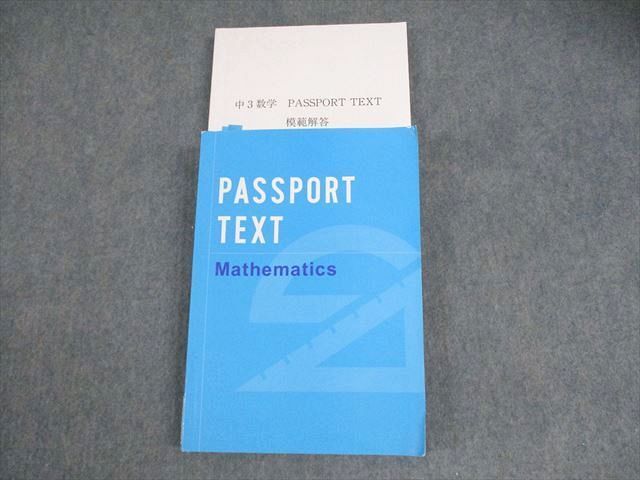 中3数学 PASSPORT TEXT
模範解答
PASSPORT
TEXT
Mathematics